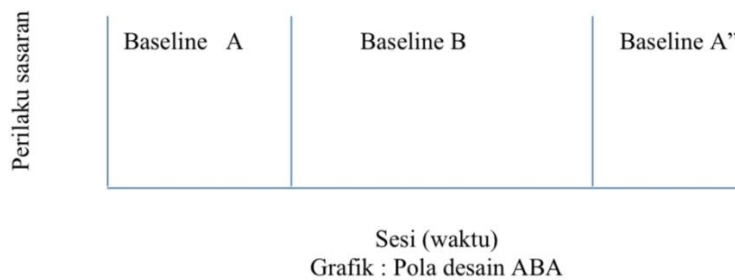 Perilaku sasaran
Baseline A Baseline B Baseline A”
Sesi (waktu)
Grafik : Pola desain ABA